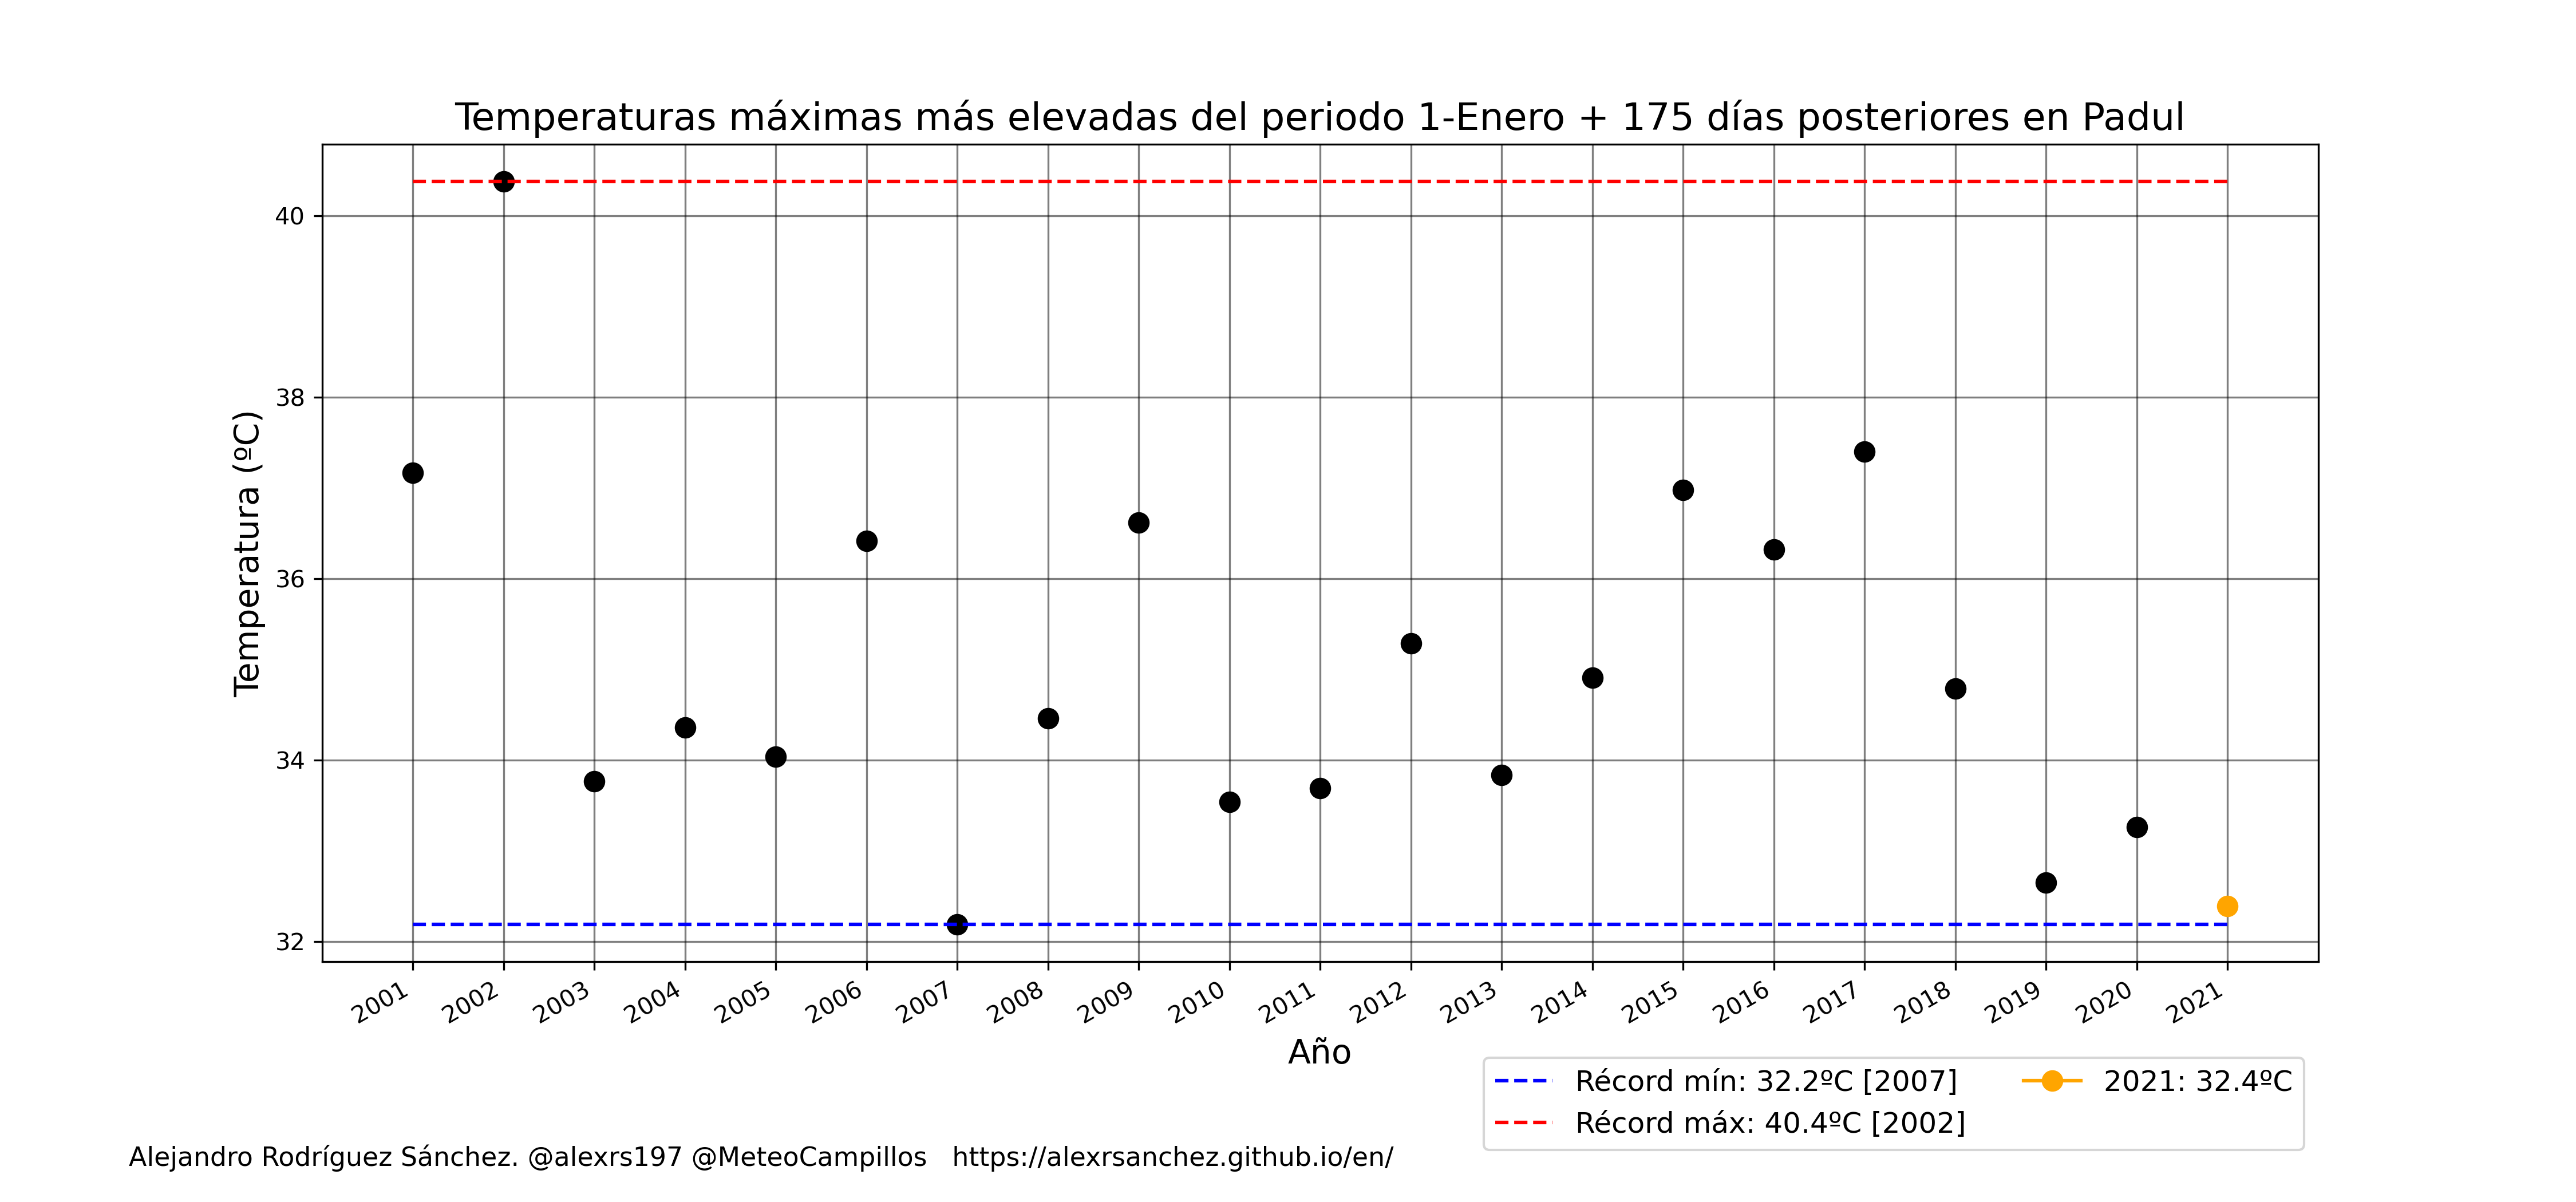 Temperaturas máximas más elevadas del periodo 1-Enero + 175 días posteriores en Padul
Temperatura (ºC)
40
38
36
34
32
2001 2002 2003 2004 2005 2006 2007 2008 2009 2010 2011 2012 2013 2014 2015 2016 2017 2018 2019 2020 2021
Año
Récord mín: 32.2ºC [2007]
Récord máx: 40.4ºC [2002]
2021: 32.4ºC
Alejandro Rodríguez Sánchez. @alexrs197 @MeteoCampillos https://alexrsanchez.github.io/en/